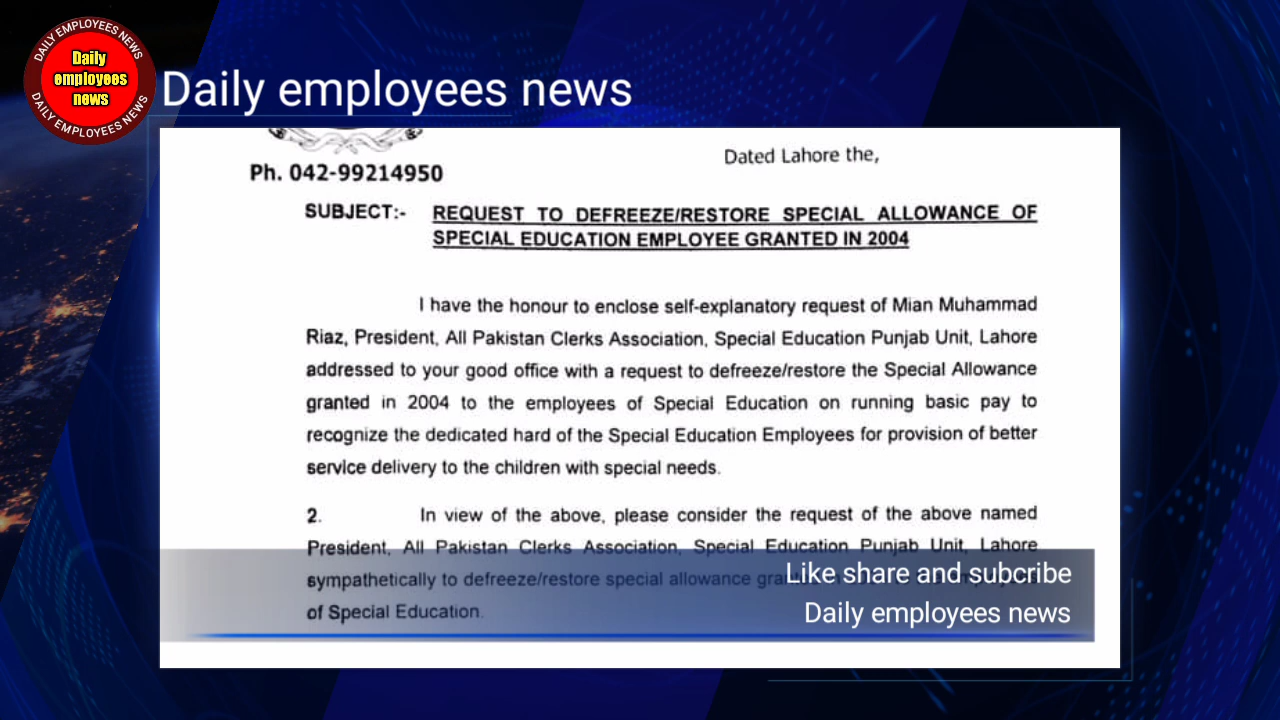 DAILY EMPLOYEES NEWS
Daily
employees
news
DAILY EMPLOYEES NEWS
Daily employees news
Dated Lahore the,
Ph. 042-99214950
SUBJECT:- REQUEST TO DEFREEZE/RESTORE SPECIAL ALLOWANCE OF
SPECIAL EDUCATION EMPLOYEE GRANTED IN 2004
I have the honour to enclose self-explanatory request of Mian Muhammad
Riaz, President, All Pakistan Clerks Association, Special Education Punjab Unit, Lahore
addressed to your good office with a request to defreeze/restore the Special Allowance
granted in 2004 to the employees of Special Education on running basic pay to
recognize the dedicated hard of the Special Education Employees for provision of better
service delivery to the children with special needs.
2. In view of the above, please consider the request of the above named
President, All Pakistan Clerks Association, Special Education Punjab Unit, Lahore
sympathetically to defreeze/restore special allowance
of Special Education.
Like share and subcribe
Daily employees news